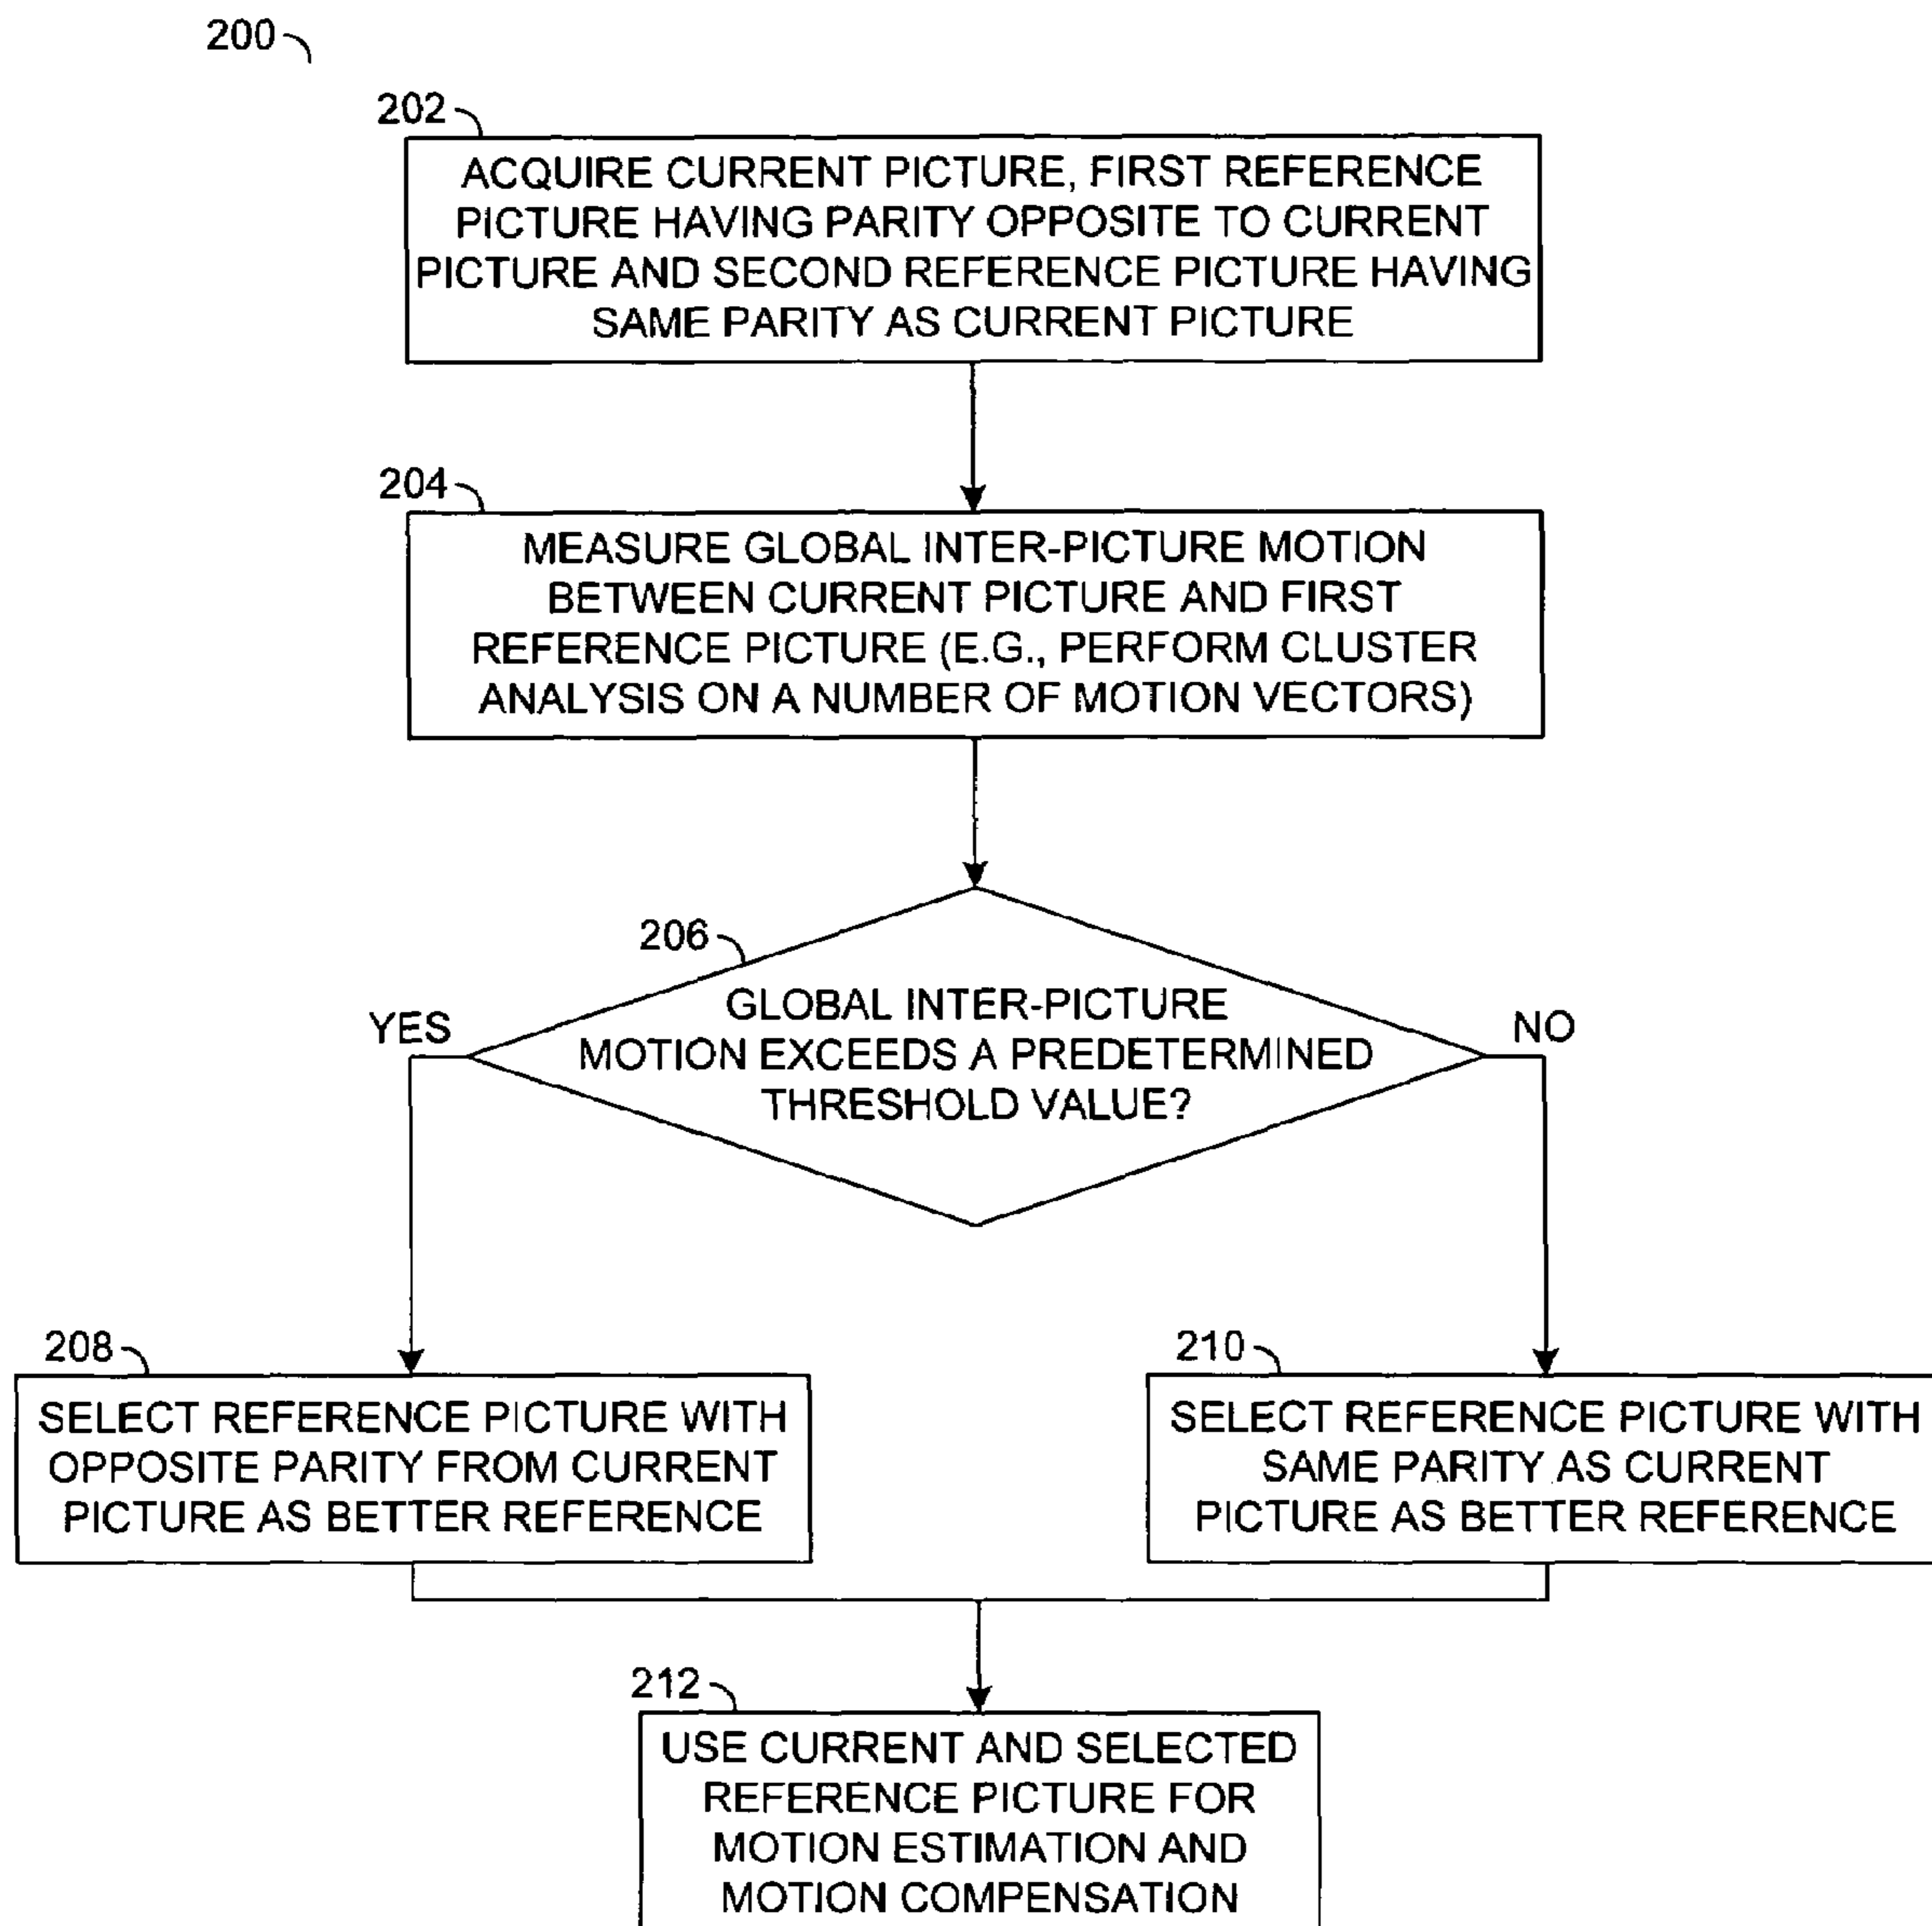 200
202
ACQUIRE CURRENT PICTURE, FIRST REFERENCE
PICTURE HAVING PARITY OPPOSITE TO CURRENT
PICTURE AND SECOND REFERENCE PICTURE HAVING
SAME PARITY AS CURRENT PICTURE
204
MEASURE GLOBAL INTER-PICTURE MOTION
BETWEEN CURRENT PICTURE AND FIRST
REFERENCE PICTURE (E.G., PERFORM CLUSTER
ANALYSIS ON A NUMBER OF MOTION VECTORS)
206
GLOBAL INTER-PICTURE
MOTION EXCEEDS A PREDETERMINED
THRESHOLD VALUE?
YES
NO
208
SELECT REFERENCE PICTURE WITH
OPPOSITE PARITY FROM CURRENT
PICTURE AS BETTER REFERENCE
210
SELECT REFERENCE PICTURE WITH
SAME PARITY AS CURRENT
PICTURE AS BETTER REFERENCE
212
USE CURRENT AND SELECTED
REFERENCE PICTURE FOR
MOTION ESTIMATION AND
MOTION COMPENSATION